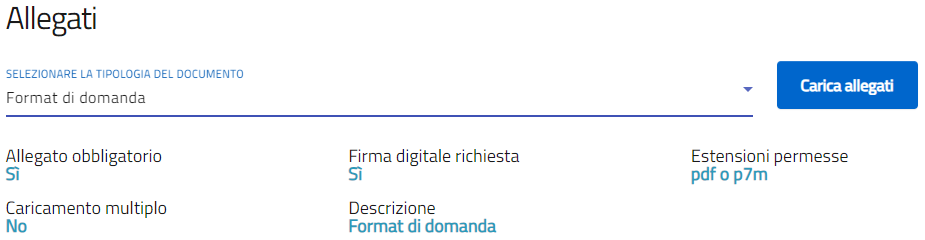 Allegati
SELEZIONARE LA TIPOLOGIA DEL DOCUMENTO
Format di domanda
Carica allegati
Allegato obbligatorio
Sì
Firma digitale richiesta
Sì
Estensioni permesse
pdf o p7m
Caricamento multiplo
No
Descrizione
Format di domanda